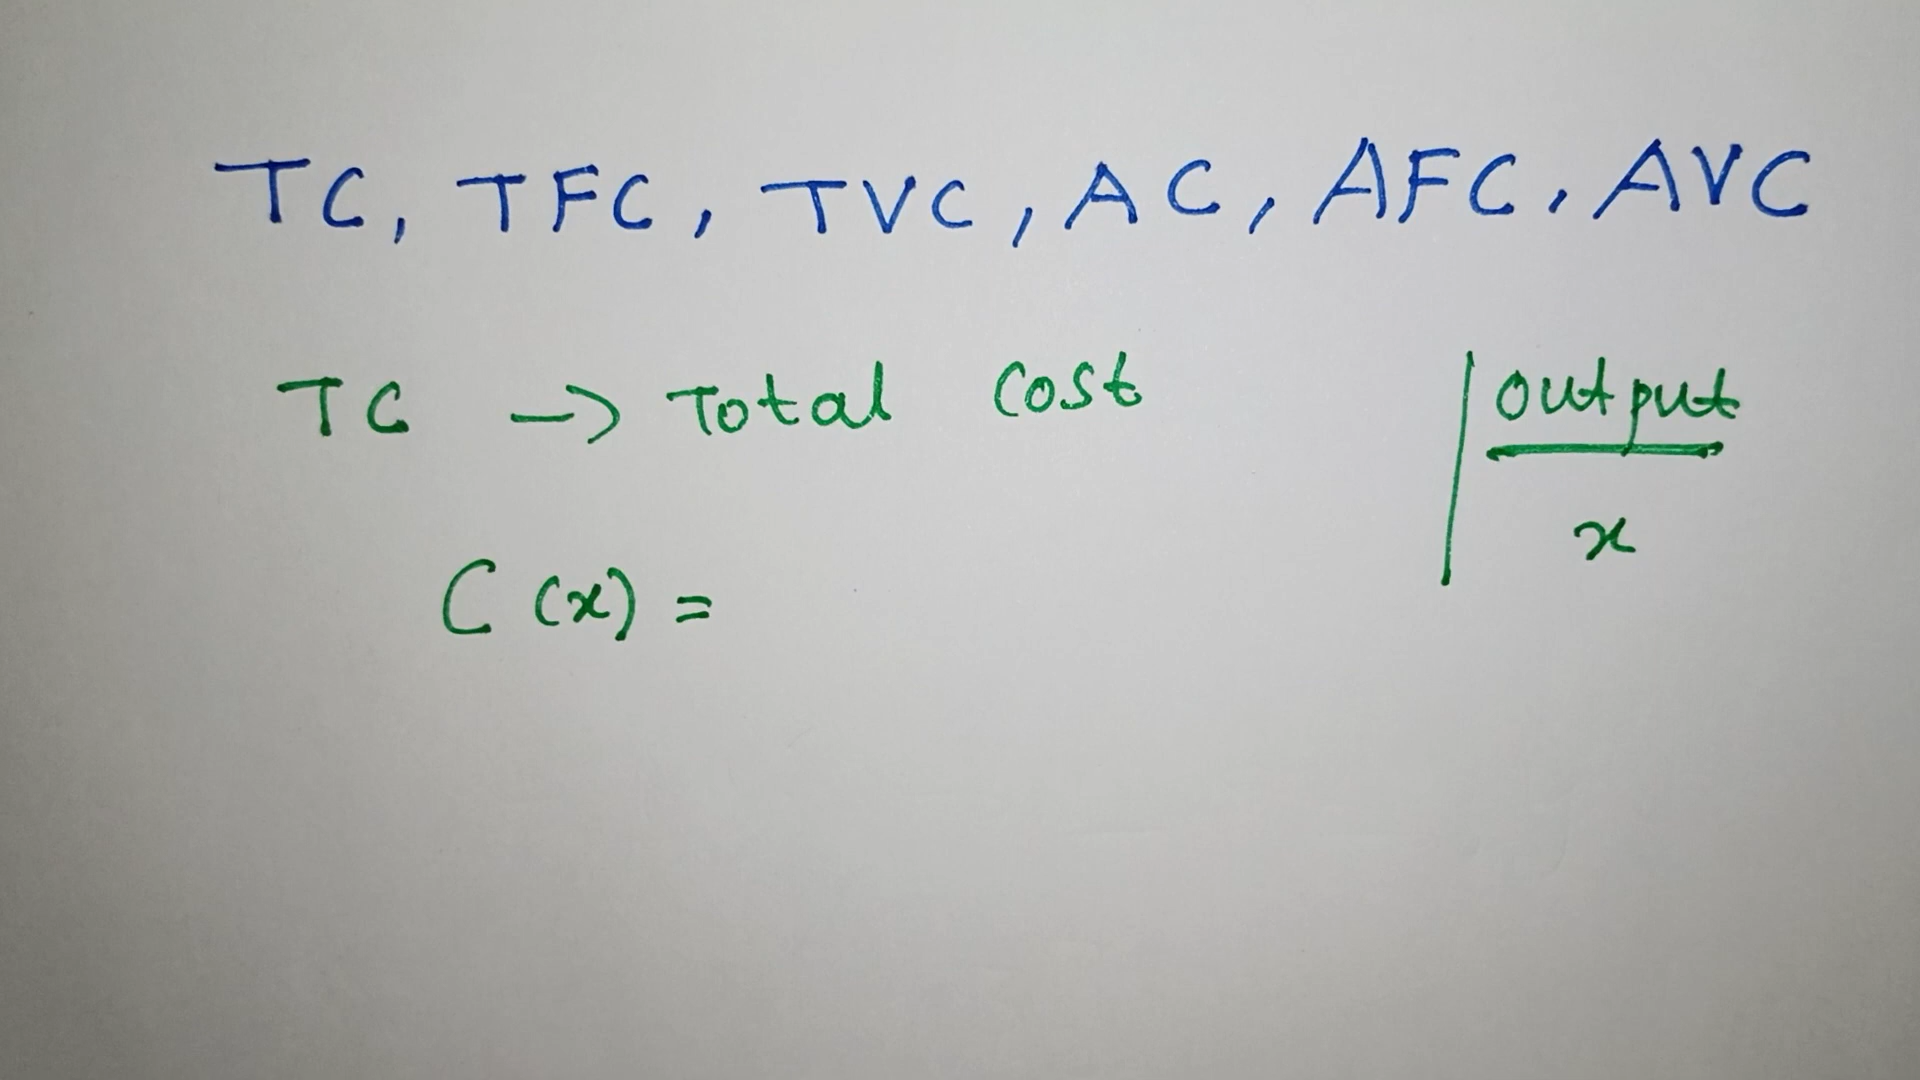 TC, TFC, TVC, AC, AFC, AVC
TC -> Total cost
output
x
C(x) =